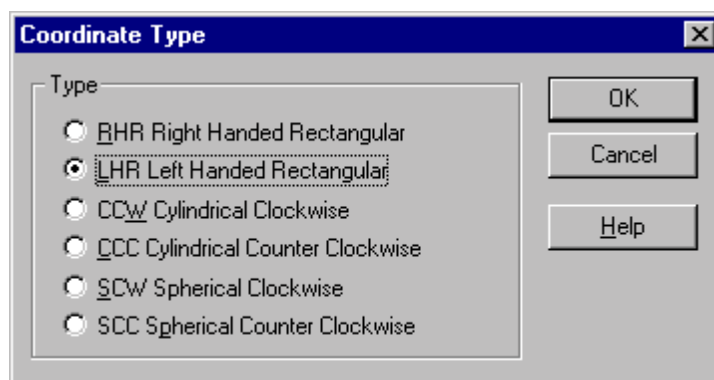 Coordinate Type
Type
RHR Right Handed Rectangular
LHR Left Handed Rectangular
CCW Cylindrical Clockwise
CCC Cylindrical Counter Clockwise
SCW Spherical Clockwise
SCC Spherical Counter Clockwise
OK
Cancel
Help